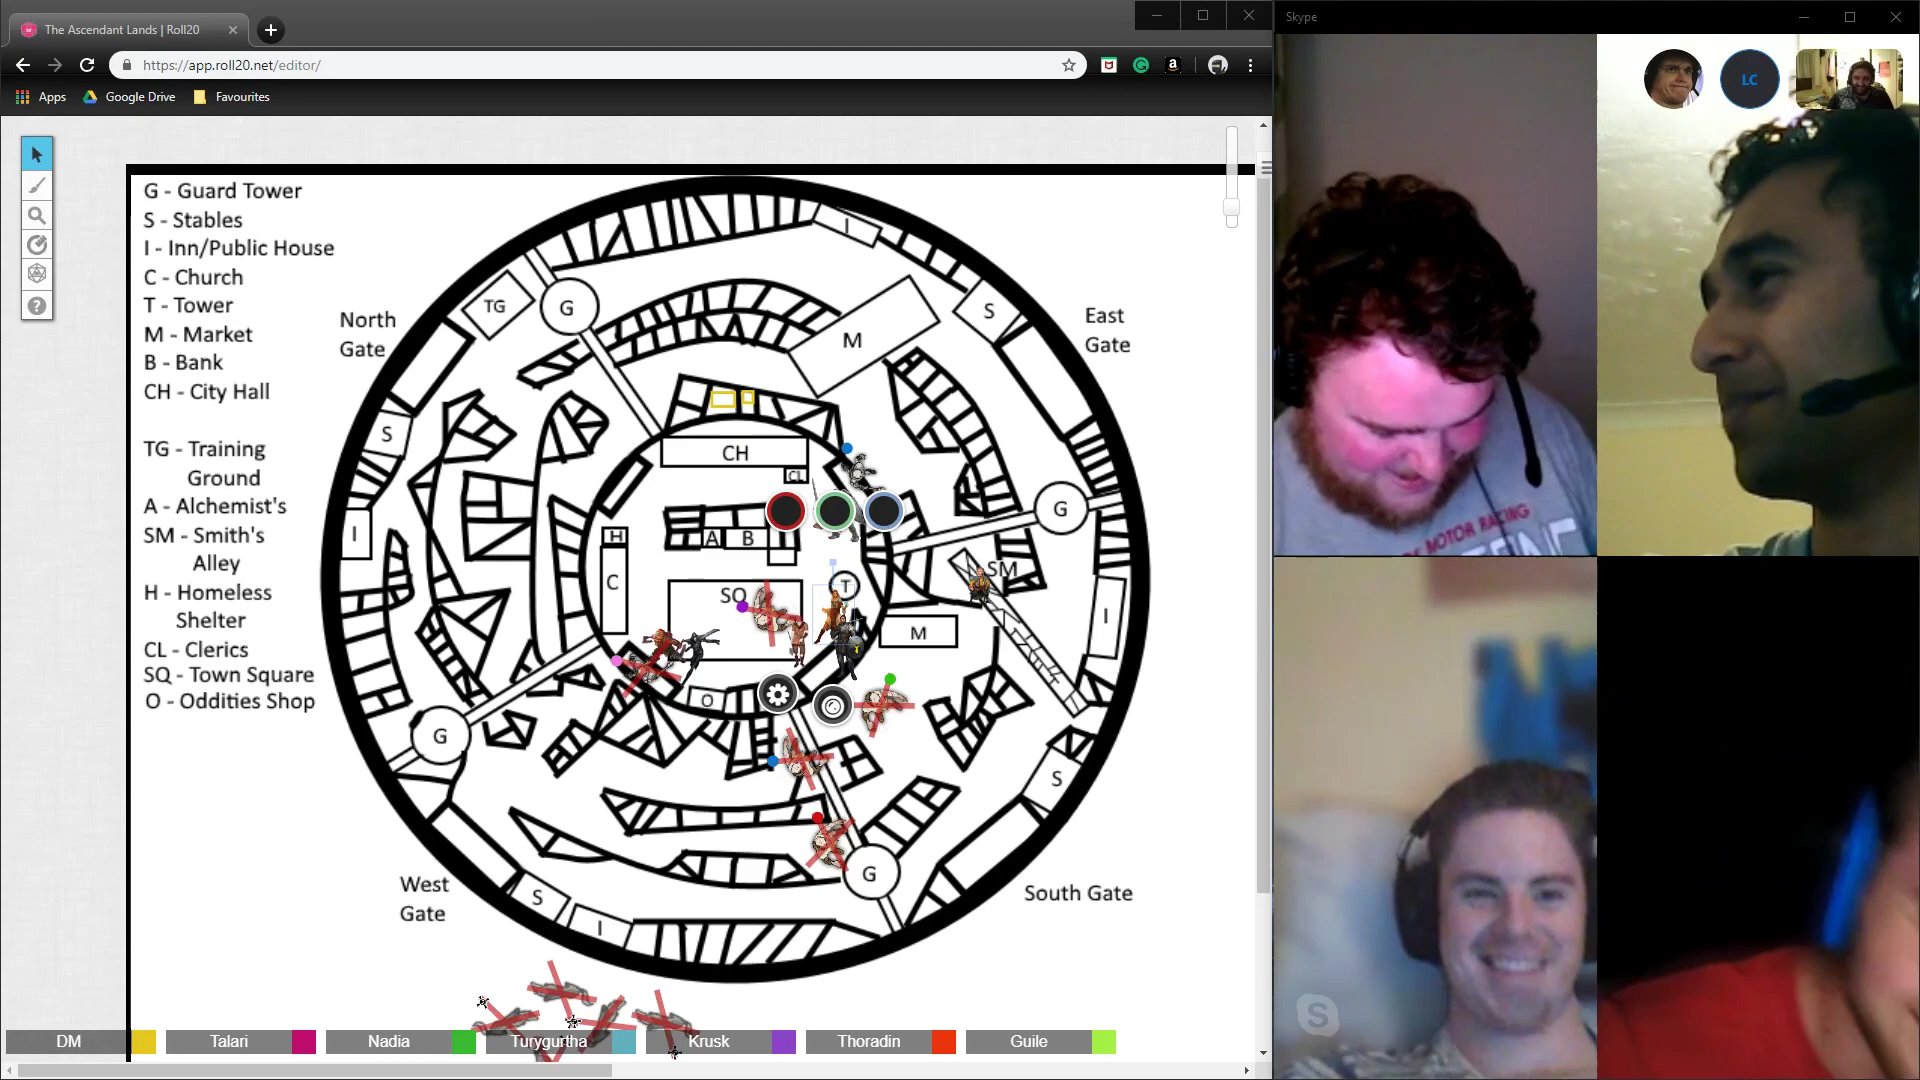 The Ascendant Lands | Roll20
https://app.roll20.net/editor/
Apps
Google Drive
Favourites
Skype
LC
G - Guard Tower
S - Stables
I - Inn/Public House
C - Church
T - Tower
M - Market
B - Bank
CH - City Hall
TG - Training
Ground
A - Alchemist's
SM - Smith's
Alley
H - Homeless
Shelter
CL - Clerics
SQ - Town Square
O - Oddities Shop
North
Gate
East
Gate
West
Gate
South Gate
I
TG
G
S
M
S
CH
CL
G
I
H
A
B
C
SQ
T
SM
I
M
O
G
S
G
S
I
MOTOR RACING
DM
Talari
Nadia
Turygurtha
Krusk
Thoradin
Guile